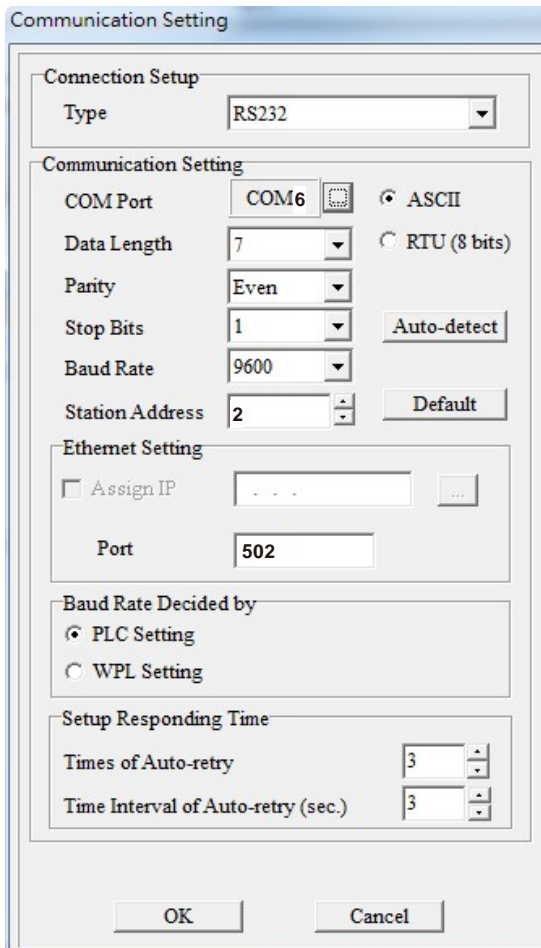 Communication Setting
Connection Setup
Type RS232
Communication Setting
COM Port COM6 ASCII
Data Length 7 RTU (8 bits)
Parity Even
Stop Bits 1 Auto-detect
Baud Rate 9600
Station Address 2 Default
Ethernet Setting
Assign IP . . . ...
Port 502
Baud Rate Decided by
PLC Setting
WPL Setting
Setup Responding Time
Times of Auto-retry 3
Time Interval of Auto-retry (sec.) 3
OK Cancel